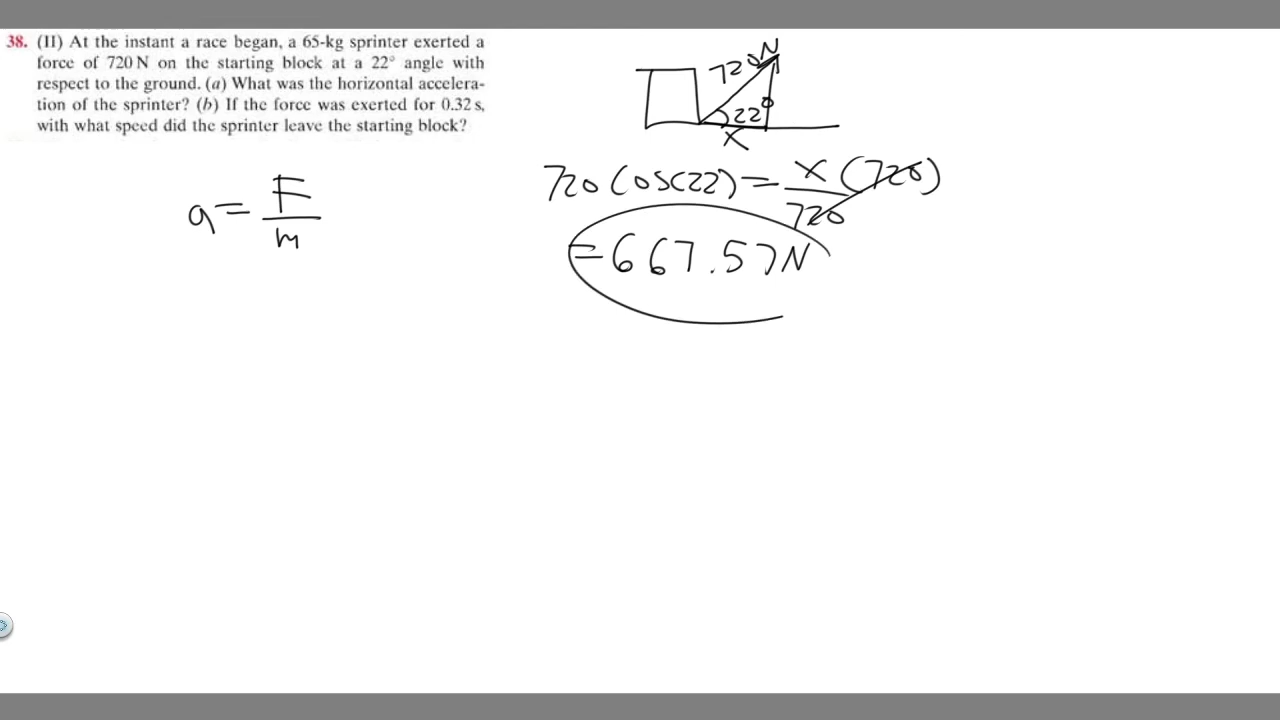 38. (II) At the instant a race began, a 65-kg sprinter exerted a
force of 720 N on the starting block at a 22° angle with
respect to the ground. (a) What was the horizontal accelera-
tion of the sprinter? (b) If the force was exerted for 0.32 s,
with what speed did the sprinter leave the starting block?
720N
22°
x
720 Cos(22) = x/720 (720)
a = F/m
= 667.57N